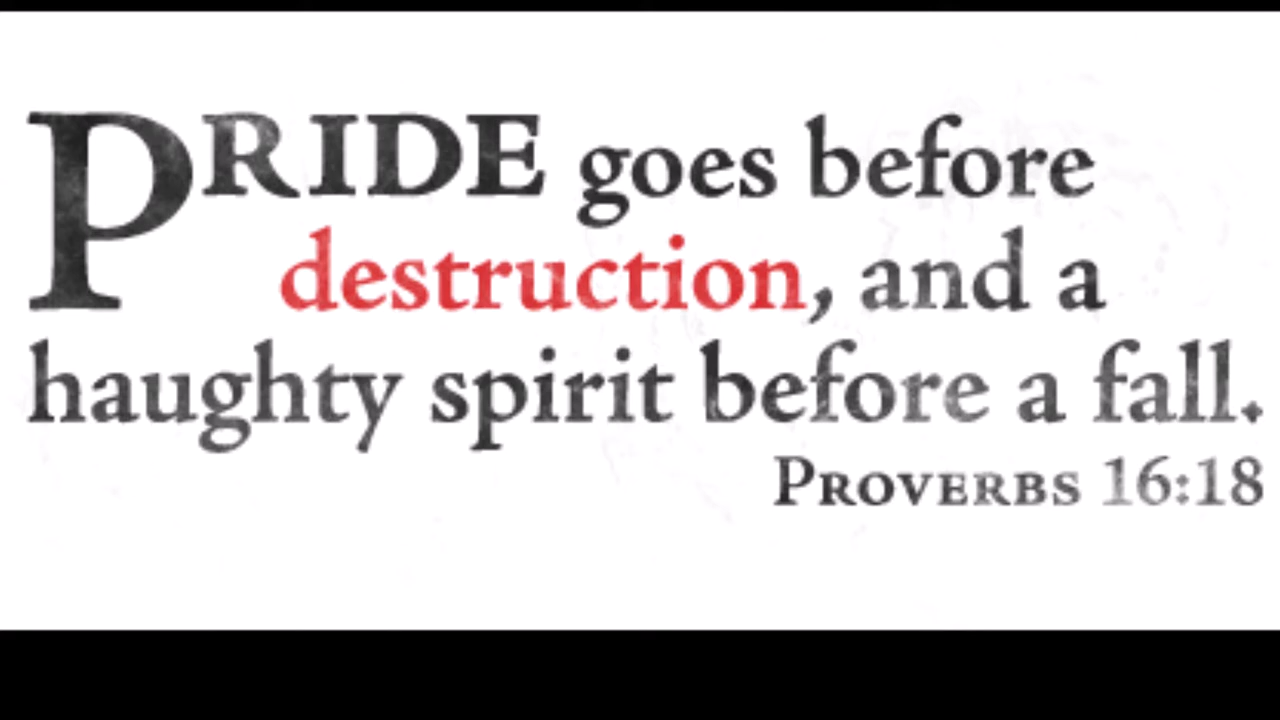 PRIDE goes before
destruction, and a
haughty spirit before a fall.
PROVERBS 16:18